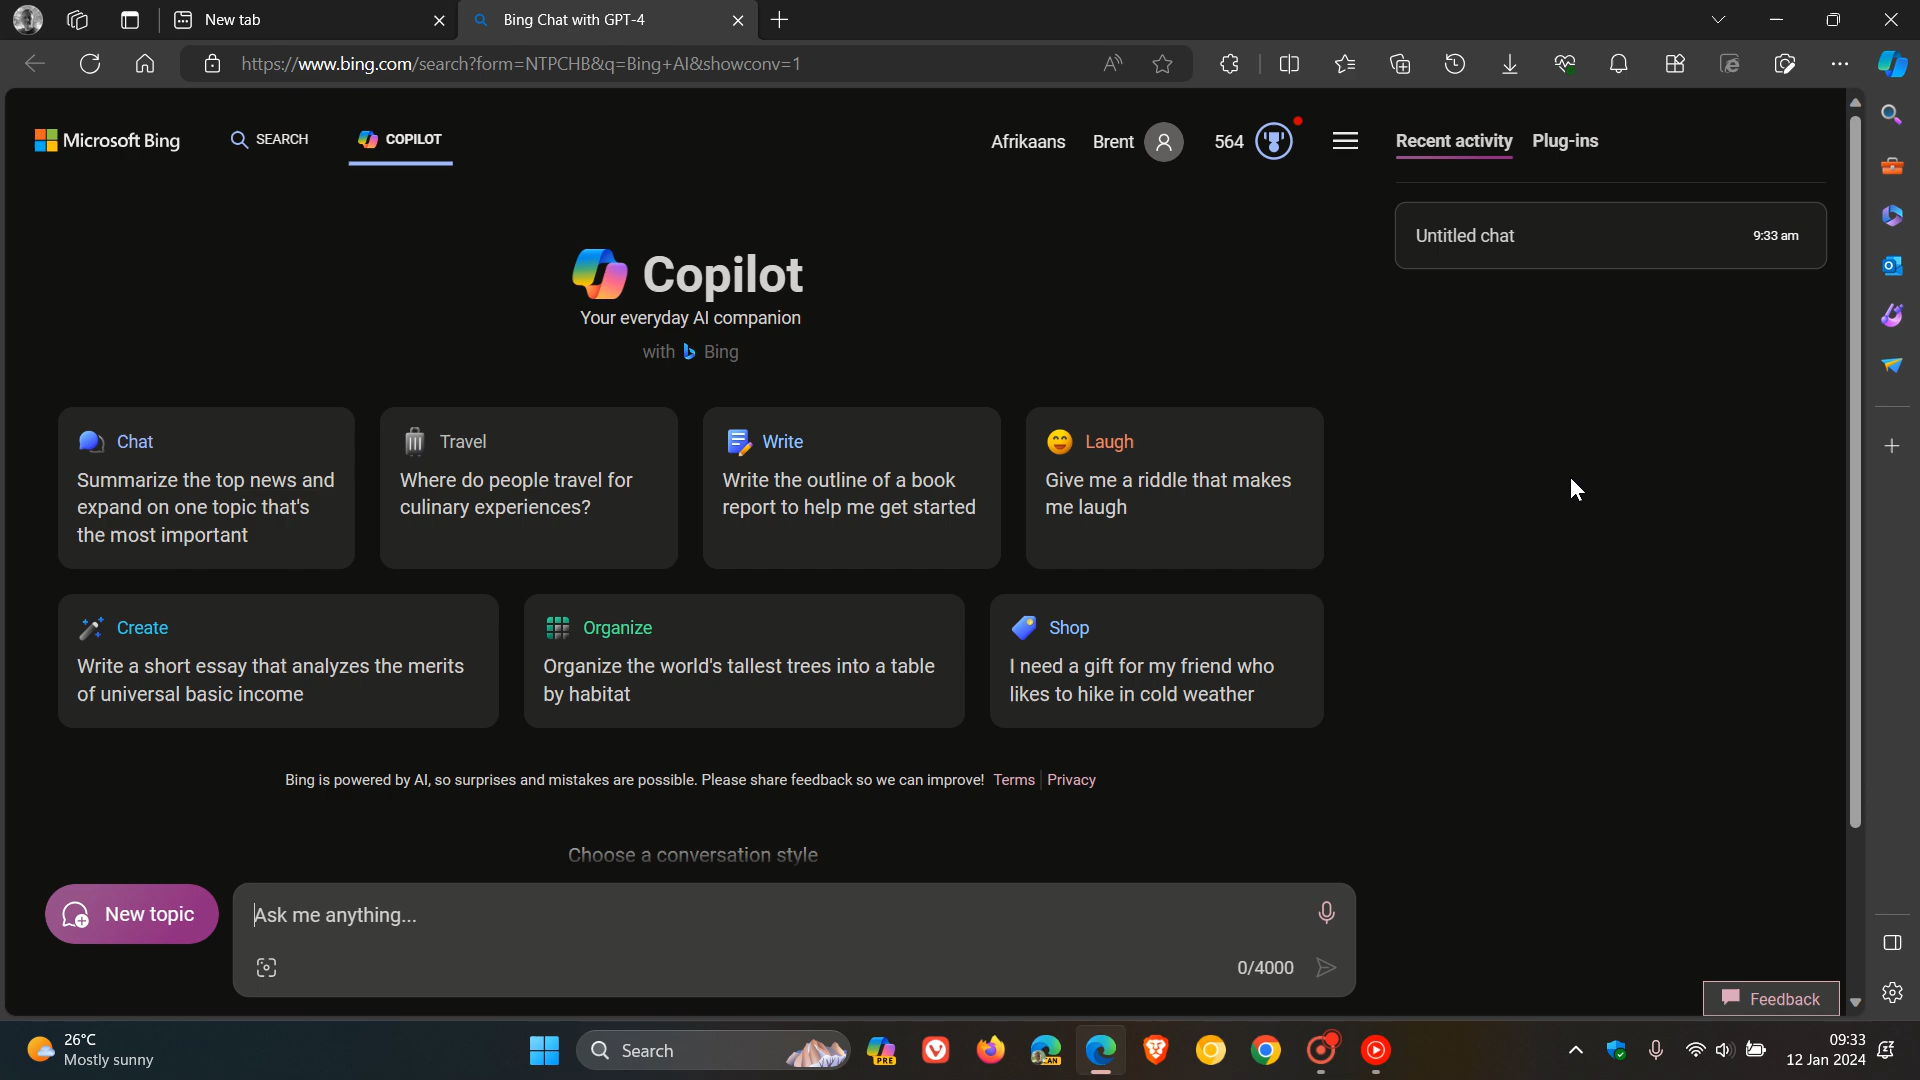 New tab
Bing Chat with GPT-4
https://www.bing.com/search?form=NTPCHB&q=Bing+AI&showconv=1
Microsoft Bing
SEARCH
COPILOT
Afrikaans
Brent
564
Recent activity
Plug-ins
Untitled chat
9:33 am
Copilot
Your everyday AI companion
with Bing
Chat
Summarize the top news and
expand on one topic that's
the most important
Travel
Where do people travel for
culinary experiences?
Write
Write the outline of a book
report to help me get started
Laugh
Give me a riddle that makes
me laugh
Create
Write a short essay that analyzes the merits
of universal basic income
Organize
Organize the world's tallest trees into a table
by habitat
Shop
I need a gift for my friend who
likes to hike in cold weather
Bing is powered by AI, so surprises and mistakes are possible. Please share feedback so we can improve! Terms Privacy
Choose a conversation style
New topic
Ask me anything...
0/4000
Feedback
26°C
Mostly sunny
Search
PRE
CAN
09:33
12 Jan 2024